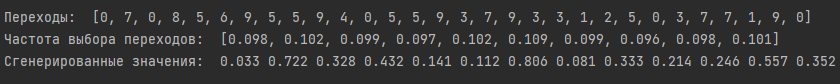 Переходы:  [0, 7, 0, 8, 5, 6, 9, 5, 5, 9, 4, 0, 5, 5, 9, 3, 7, 9, 3, 3, 1, 2, 5, 0, 3, 7, 7, 1, 9, 0]
Частота выбора переходов:  [0.098, 0.102, 0.099, 0.097, 0.102, 0.109, 0.099, 0.096, 0.098, 0.101]
Сгенерированные значения:  0.033 0.722 0.328 0.432 0.141 0.112 0.806 0.081 0.333 0.214 0.246 0.557 0.352